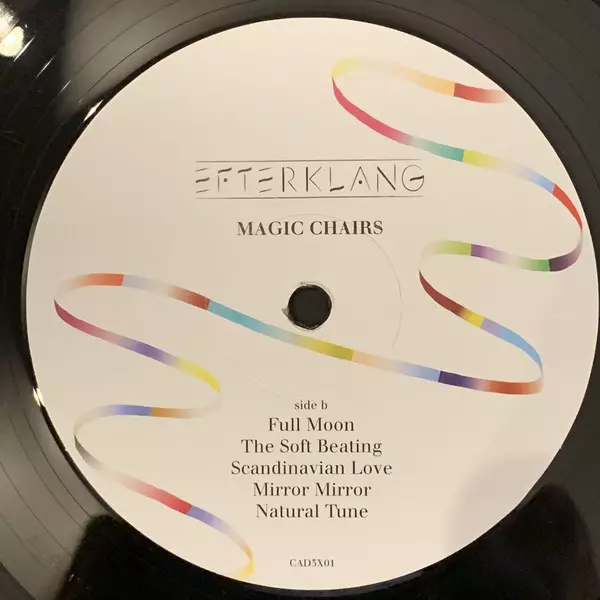 EFTERKLANG
MAGIC CHAIRS
side b
Full Moon
The Soft Beating
Scandinavian Love
Mirror Mirror
Natural Tune
CAD3X01